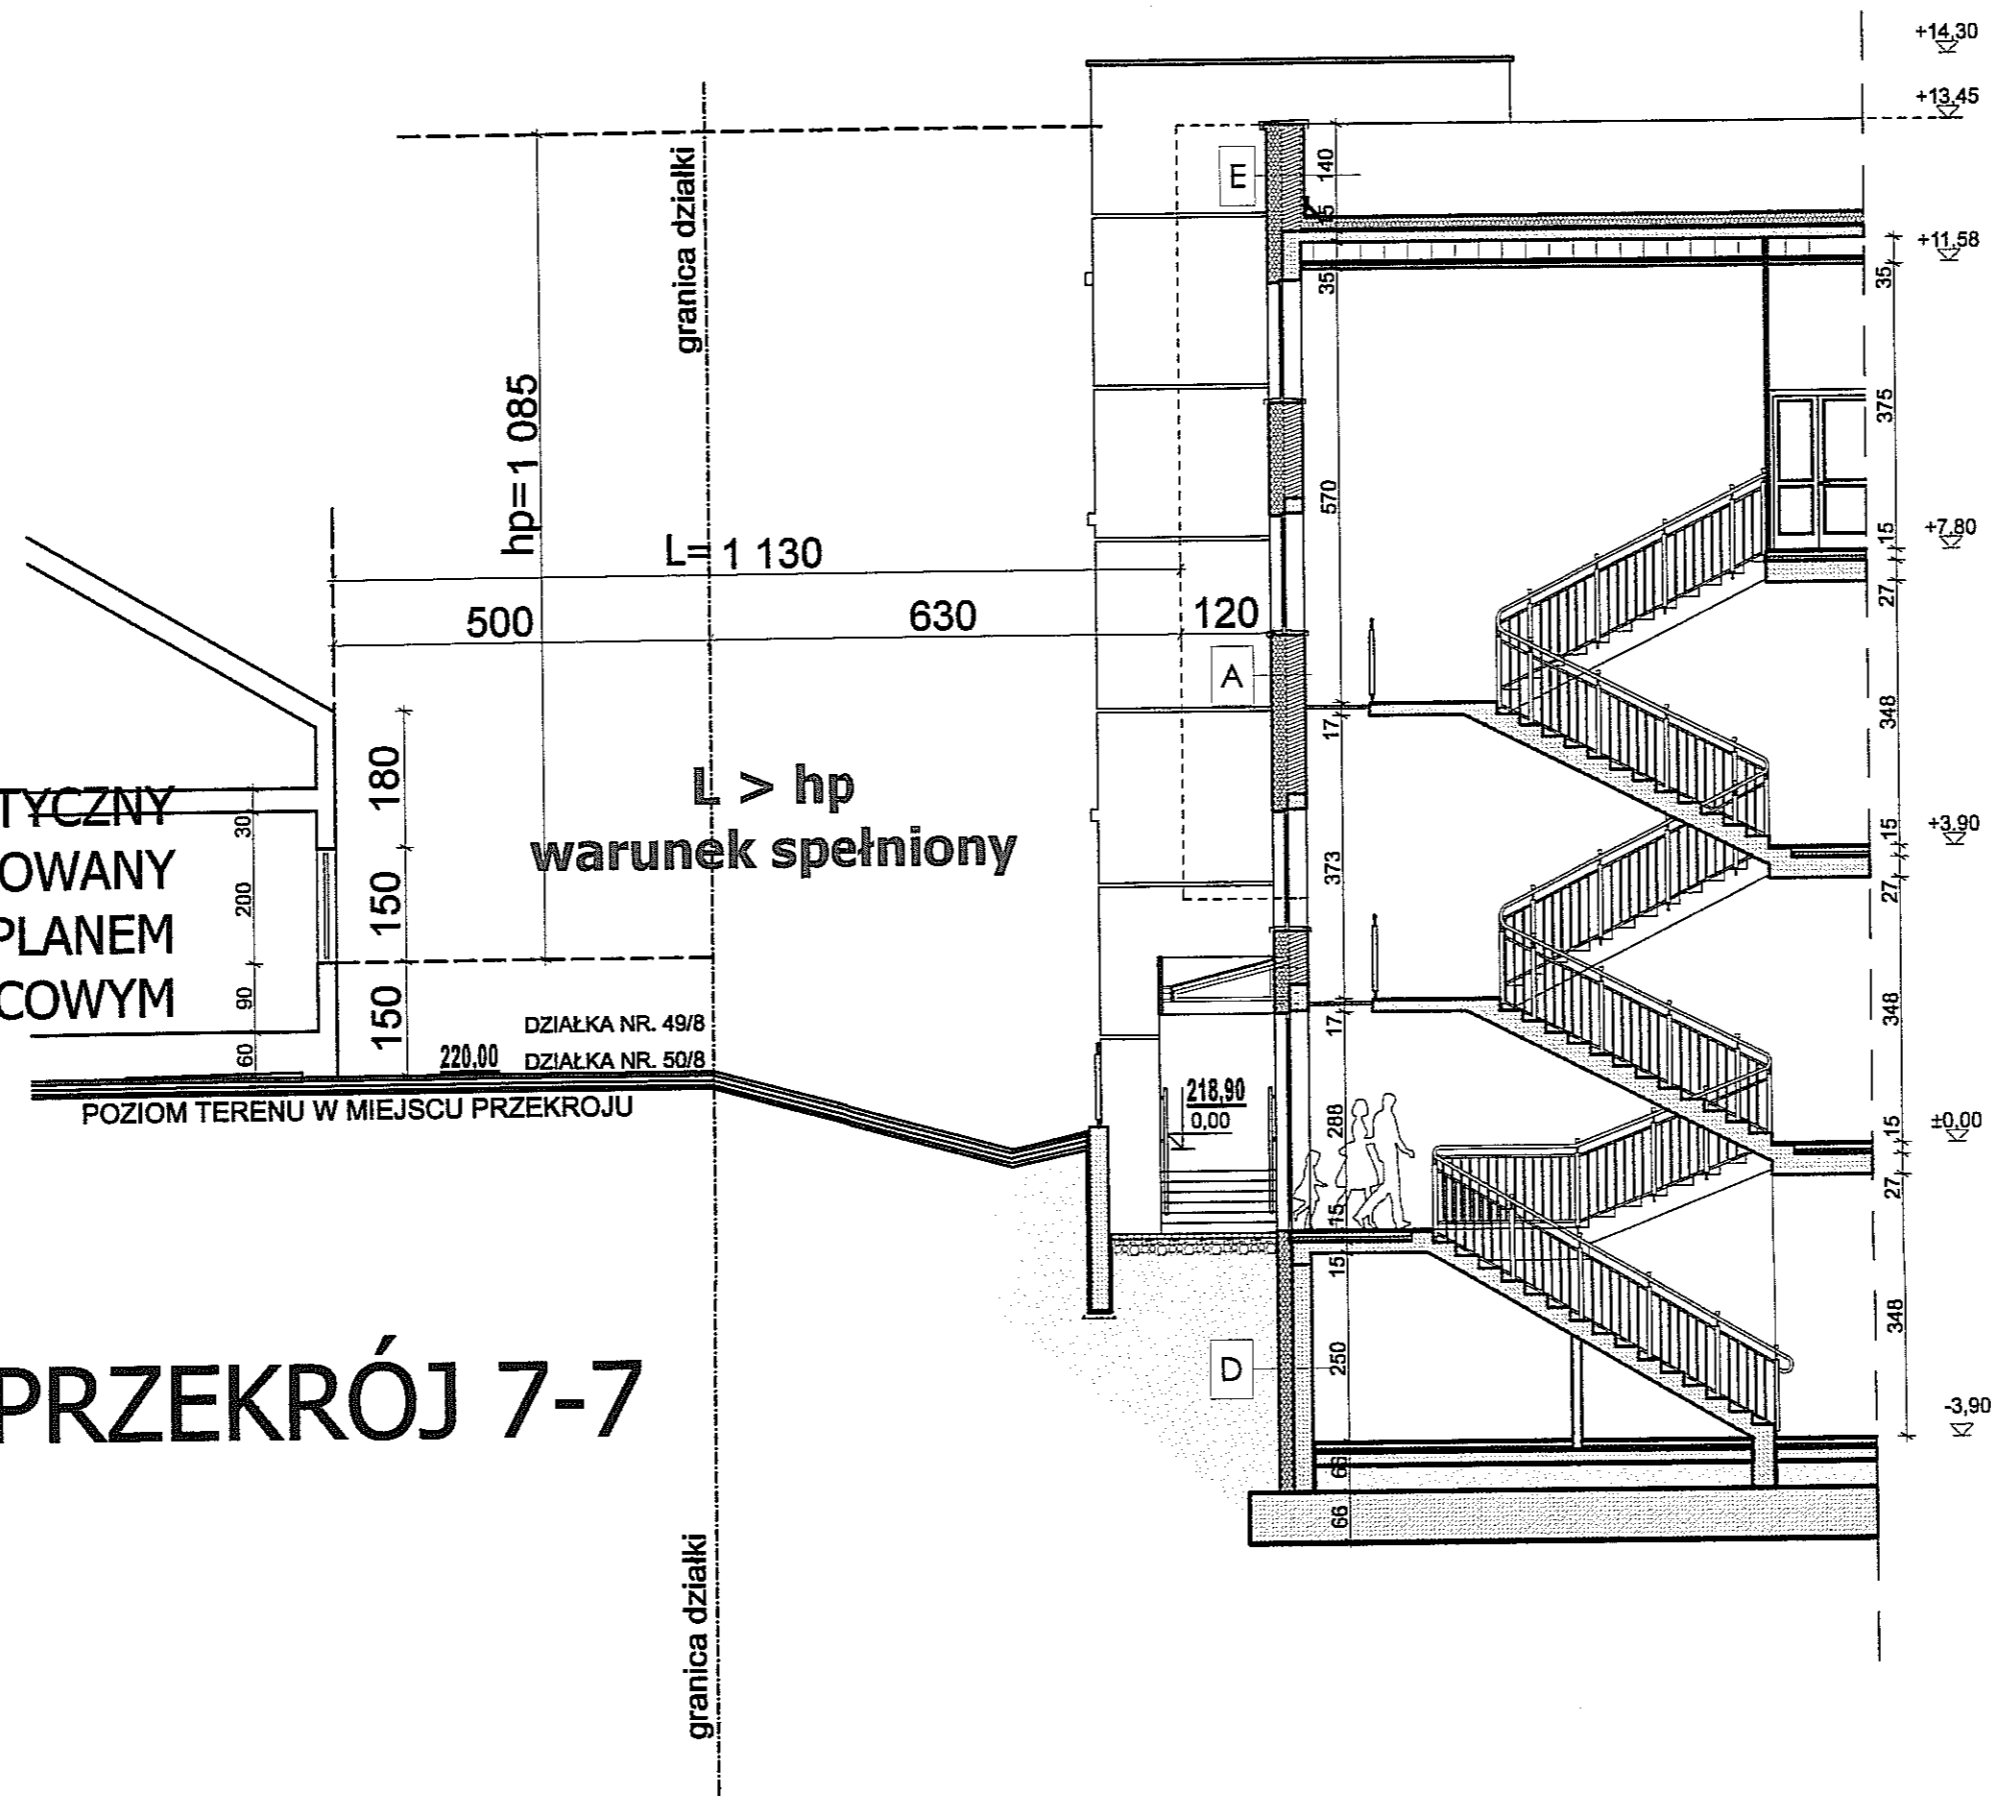 +14,30
+13,45
granica działki
E
140
+11,58
35
35
hp=1 085
375
570
L= 1 130
15
+7,80
500
630
120
27
A
17
348
180
L > hp
TYCZNY
30
15
+3,90
warunek spełniony
OWANY
373
27
200
150
PLANEM
90
COWYM
150
DZIAŁKA NR. 49/8
17
348
60
220,00
DZIAŁKA NR. 50/8
218,90
0,00
POZIOM TERENU W MIEJSCU PRZEKROJU
288
15
±0,00
27
15
15
348
250
D
PRZEKRÓJ 7-7
-3,90
66
granica działki